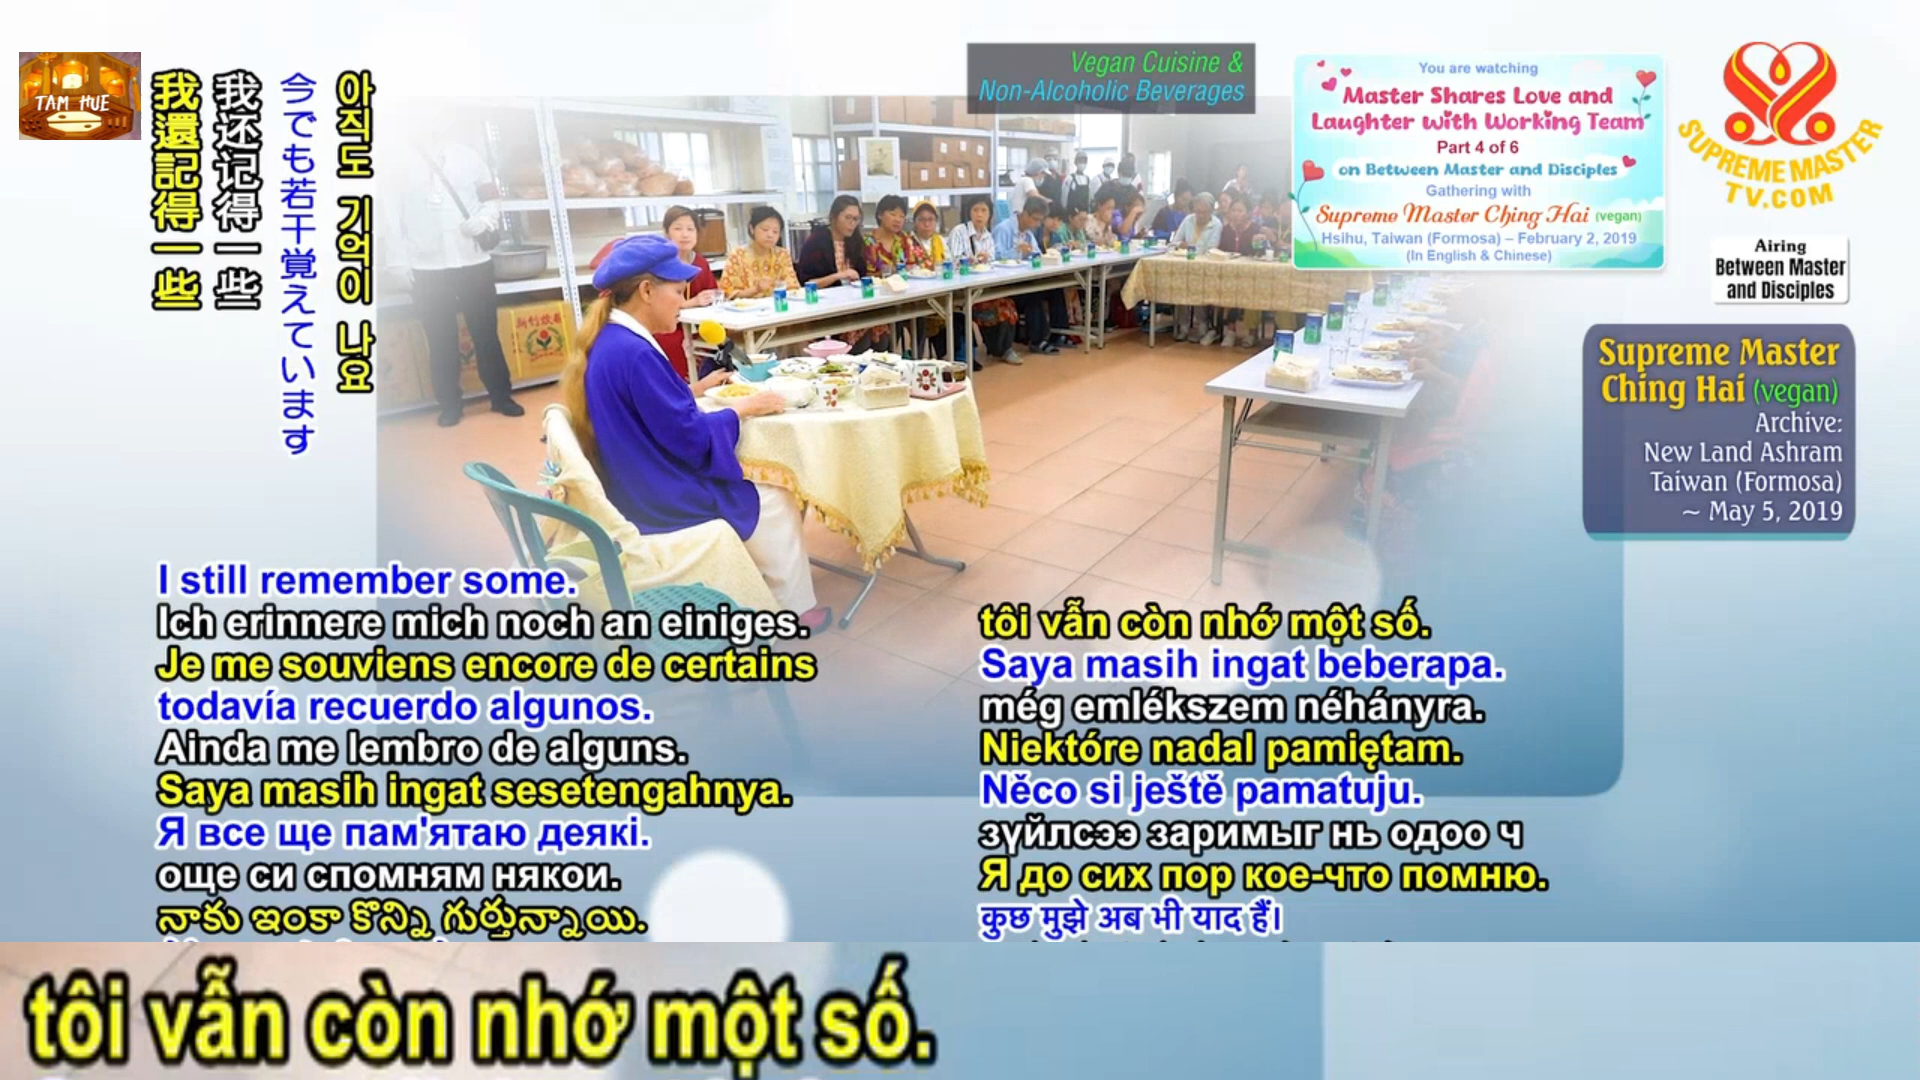 TAM HUE
我還記得一些
我还记得一些
今でも若干覚えています
아직도 기억이 나요
Vegan Cuisine &
Non-Alcoholic Beverages
You are watching
Master Shares Love and
Laughter with Working Team
Part 4 of 6
on Between Master and Disciples
Gathering with
Supreme Master Ching Hai (vegan)
Hsihu, Taiwan (Formosa) – February 2, 2019
(In English & Chinese)
SUPREME MASTER
TV.COM
Airing
Between Master
and Disciples
Supreme Master
Ching Hai (vegan)
Archive:
New Land Ashram
Taiwan (Formosa)
~ May 5, 2019
I still remember some.
Ich erinnere mich noch an einiges.
Je me souviens encore de certains
todavía recuerdo algunos.
Ainda me lembro de alguns.
Saya masih ingat sesetengahnya.
Я все ще пам'ятаю деякі.
още си спомням някои.
నాకు ఇంకా కొన్ని గుర్తున్నాయి.
tôi vẫn còn nhớ một số.
Saya masih ingat beberapa.
még emlékszem néhányra.
Niektóre nadal pamiętam.
Něco si ještě pamatuju.
зүйлсээ заримыг нь одоо ч
Я до сих пор кое-что помню.
कुछ मुझे अब भी याद हैं।
tôi vẫn còn nhớ một số.